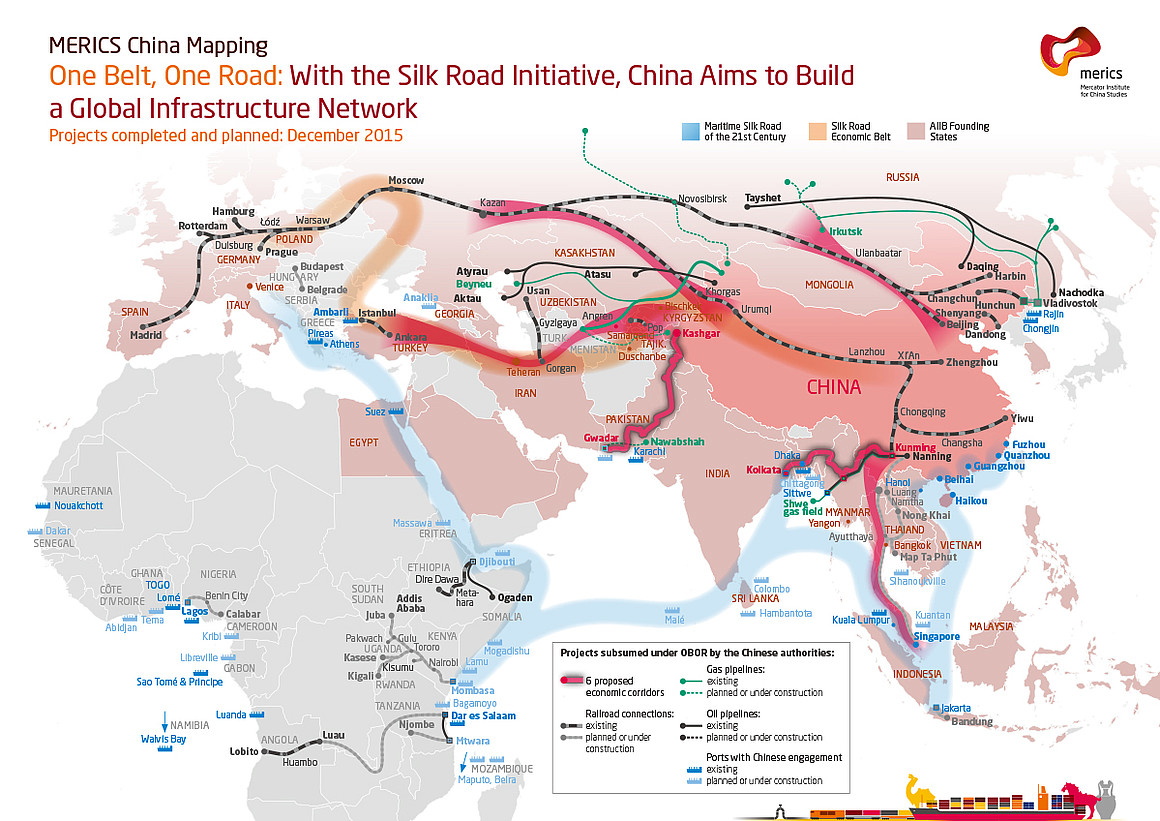 MERICS China Mapping
One Belt, One Road: With the Silk Road Initiative, China Aims to Build
a Global Infrastructure Network
Projects completed and planned: December 2015
merics
Mercator Institute
for China Studies
Maritime Silk Road
of the 21st Century
Silk Road
Economic Belt
AIIB Founding
States
RUSSIA
Moscow
Kazan
Novosibirsk
Tayshet
Irkutsk
Hamburg
Rotterdam
Łódź
Warsaw
POLAND
Duisburg
GERMANY
Prague
Budapest
HUNGARY
Belgrade
SERBIA
Venice
ITALY
SPAIN
Madrid
GREECE
Pireas
Athens
Ambarli
Istanbul
Ankara
TURKEY
Anaklia
GEORGIA
Atyrau
Beyneu
Aktau
KASAKHSTAN
Atasu
Usan
UZBEKISTAN
Gyzlgaya
Angren
TURK
MENISTAN
Samarqand
Pop
TAJIK.
Duschanbe
Bischkek
KYRGYZSTAN
Khorgas
Urumqi
Kashgar
Ulanbaatar
MONGOLIA
Daqing
Harbin
Changchun
Hunchun
Shenyang
Beijing
Dandong
Nachodka
Vladivostok
Rajin
Chongjin
Teheran
Gorgan
IRAN
Lanzhou
Xi'An
Zhengzhou
CHINA
Chongqing
Yiwu
Changsha
Kunming
Nanning
Fuzhou
Quanzhou
Guangzhou
Beihai
Haikou
PAKISTAN
Gwadar
Nawabshah
Karachi
INDIA
Dhaka
Kolkata
Chittagong
Sittwe
Shwe
gas field
MYANMAR
Yangon
Hanoi
Luang
Namtha
Nong Khai
THAILAND
Ayutthaya
Bangkok
VIETNAM
Map Ta Phut
Sihanoukville
Suez
EGYPT
MAURETANIA
Nouakchott
Dakar
SENEGAL
Massawa
ERITREA
Djibouti
ETHIOPIA
Dire Dawa
Meta-
hara
Ogaden
Addis
Ababa
SOMALIA
SOUTH
SUDAN
Juba
GHANA
TOGO
CÔTE
D'IVROIRE
Lomé
NIGERIA
Benin City
Lagos
Calabar
Tema
Abidjan
CAMEROON
Kribi
Libreville
GABON
Sao Tomé & Principe
Pakwach
Gulu
UGANDA
Tororo
KENYA
Kasese
Kisumu
Nairobi
Kigali
RWANDA
Lamu
Mogadishu
Mombasa
Bagamoyo
TANZANIA
Dar es Salaam
Njombe
Mtwara
MOZAMBIQUE
Maputo, Beira
Luanda
NAMIBIA
Walvis Bay
ANGOLA
Lobito
Luau
Huambo
Colombo
SRI LANKA
Hambantota
Malé
Kuala Lumpur
Kuantan
Singapore
MALAYSIA
INDONESIA
Jakarta
Bandung
Projects subsumed under OBOR by the Chinese authorities:
6 proposed
economic corridors
Gas pipelines:
existing
planned or under construction
Railroad connections:
existing
planned or under
construction
Oil pipelines:
existing
planned or under construction
Ports with Chinese engagement
existing
planned or under construction